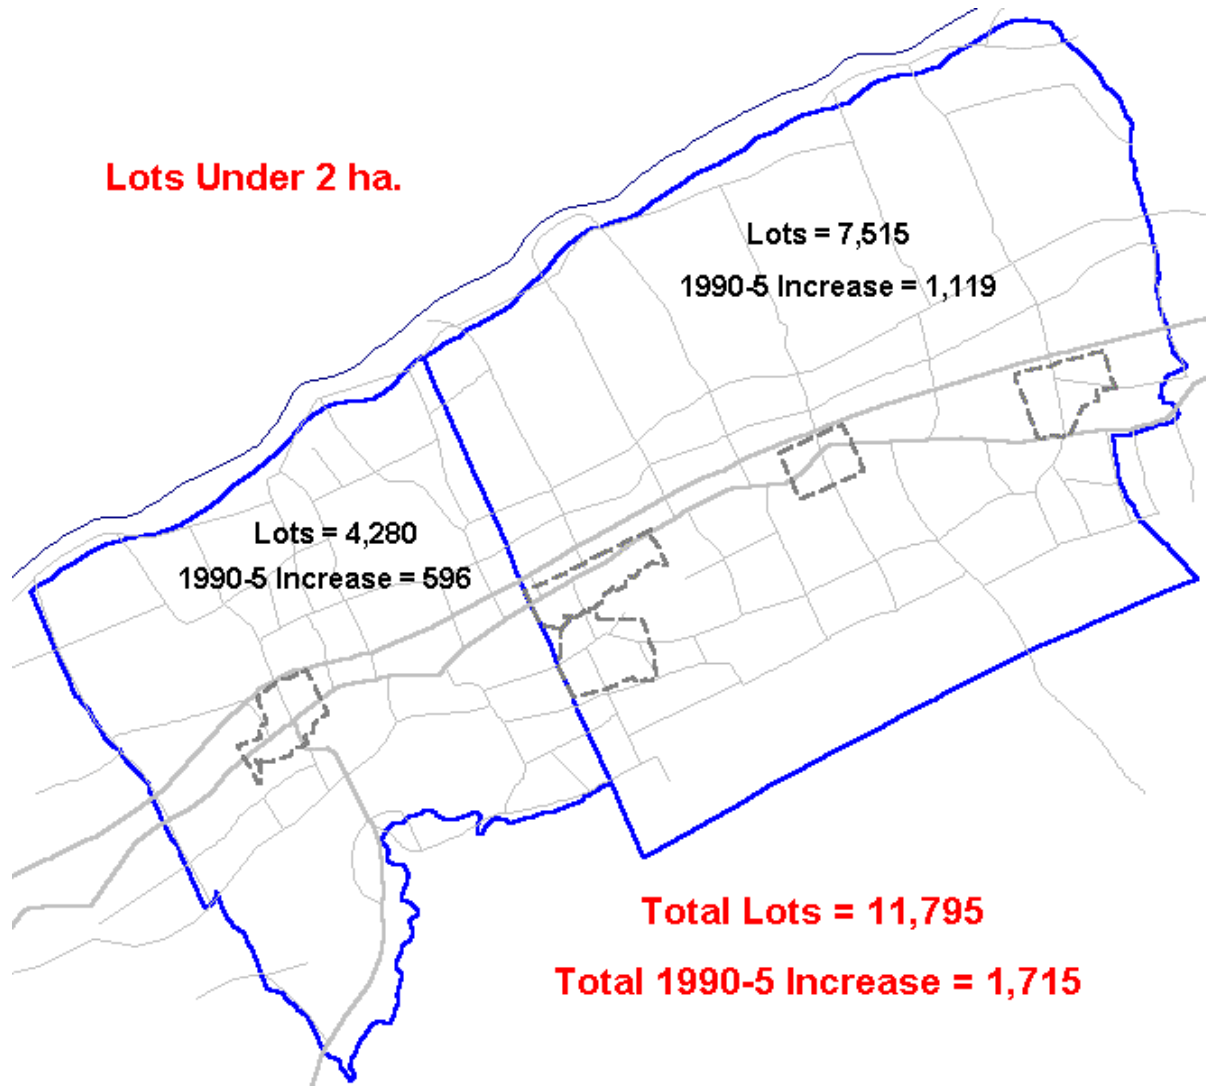 Lots Under 2 ha.
Lots = 7,515
1990-5 Increase = 1,119
Lots = 4,280
1990-5 Increase = 596
Total Lots = 11,795
Total 1990-5 Increase = 1,715